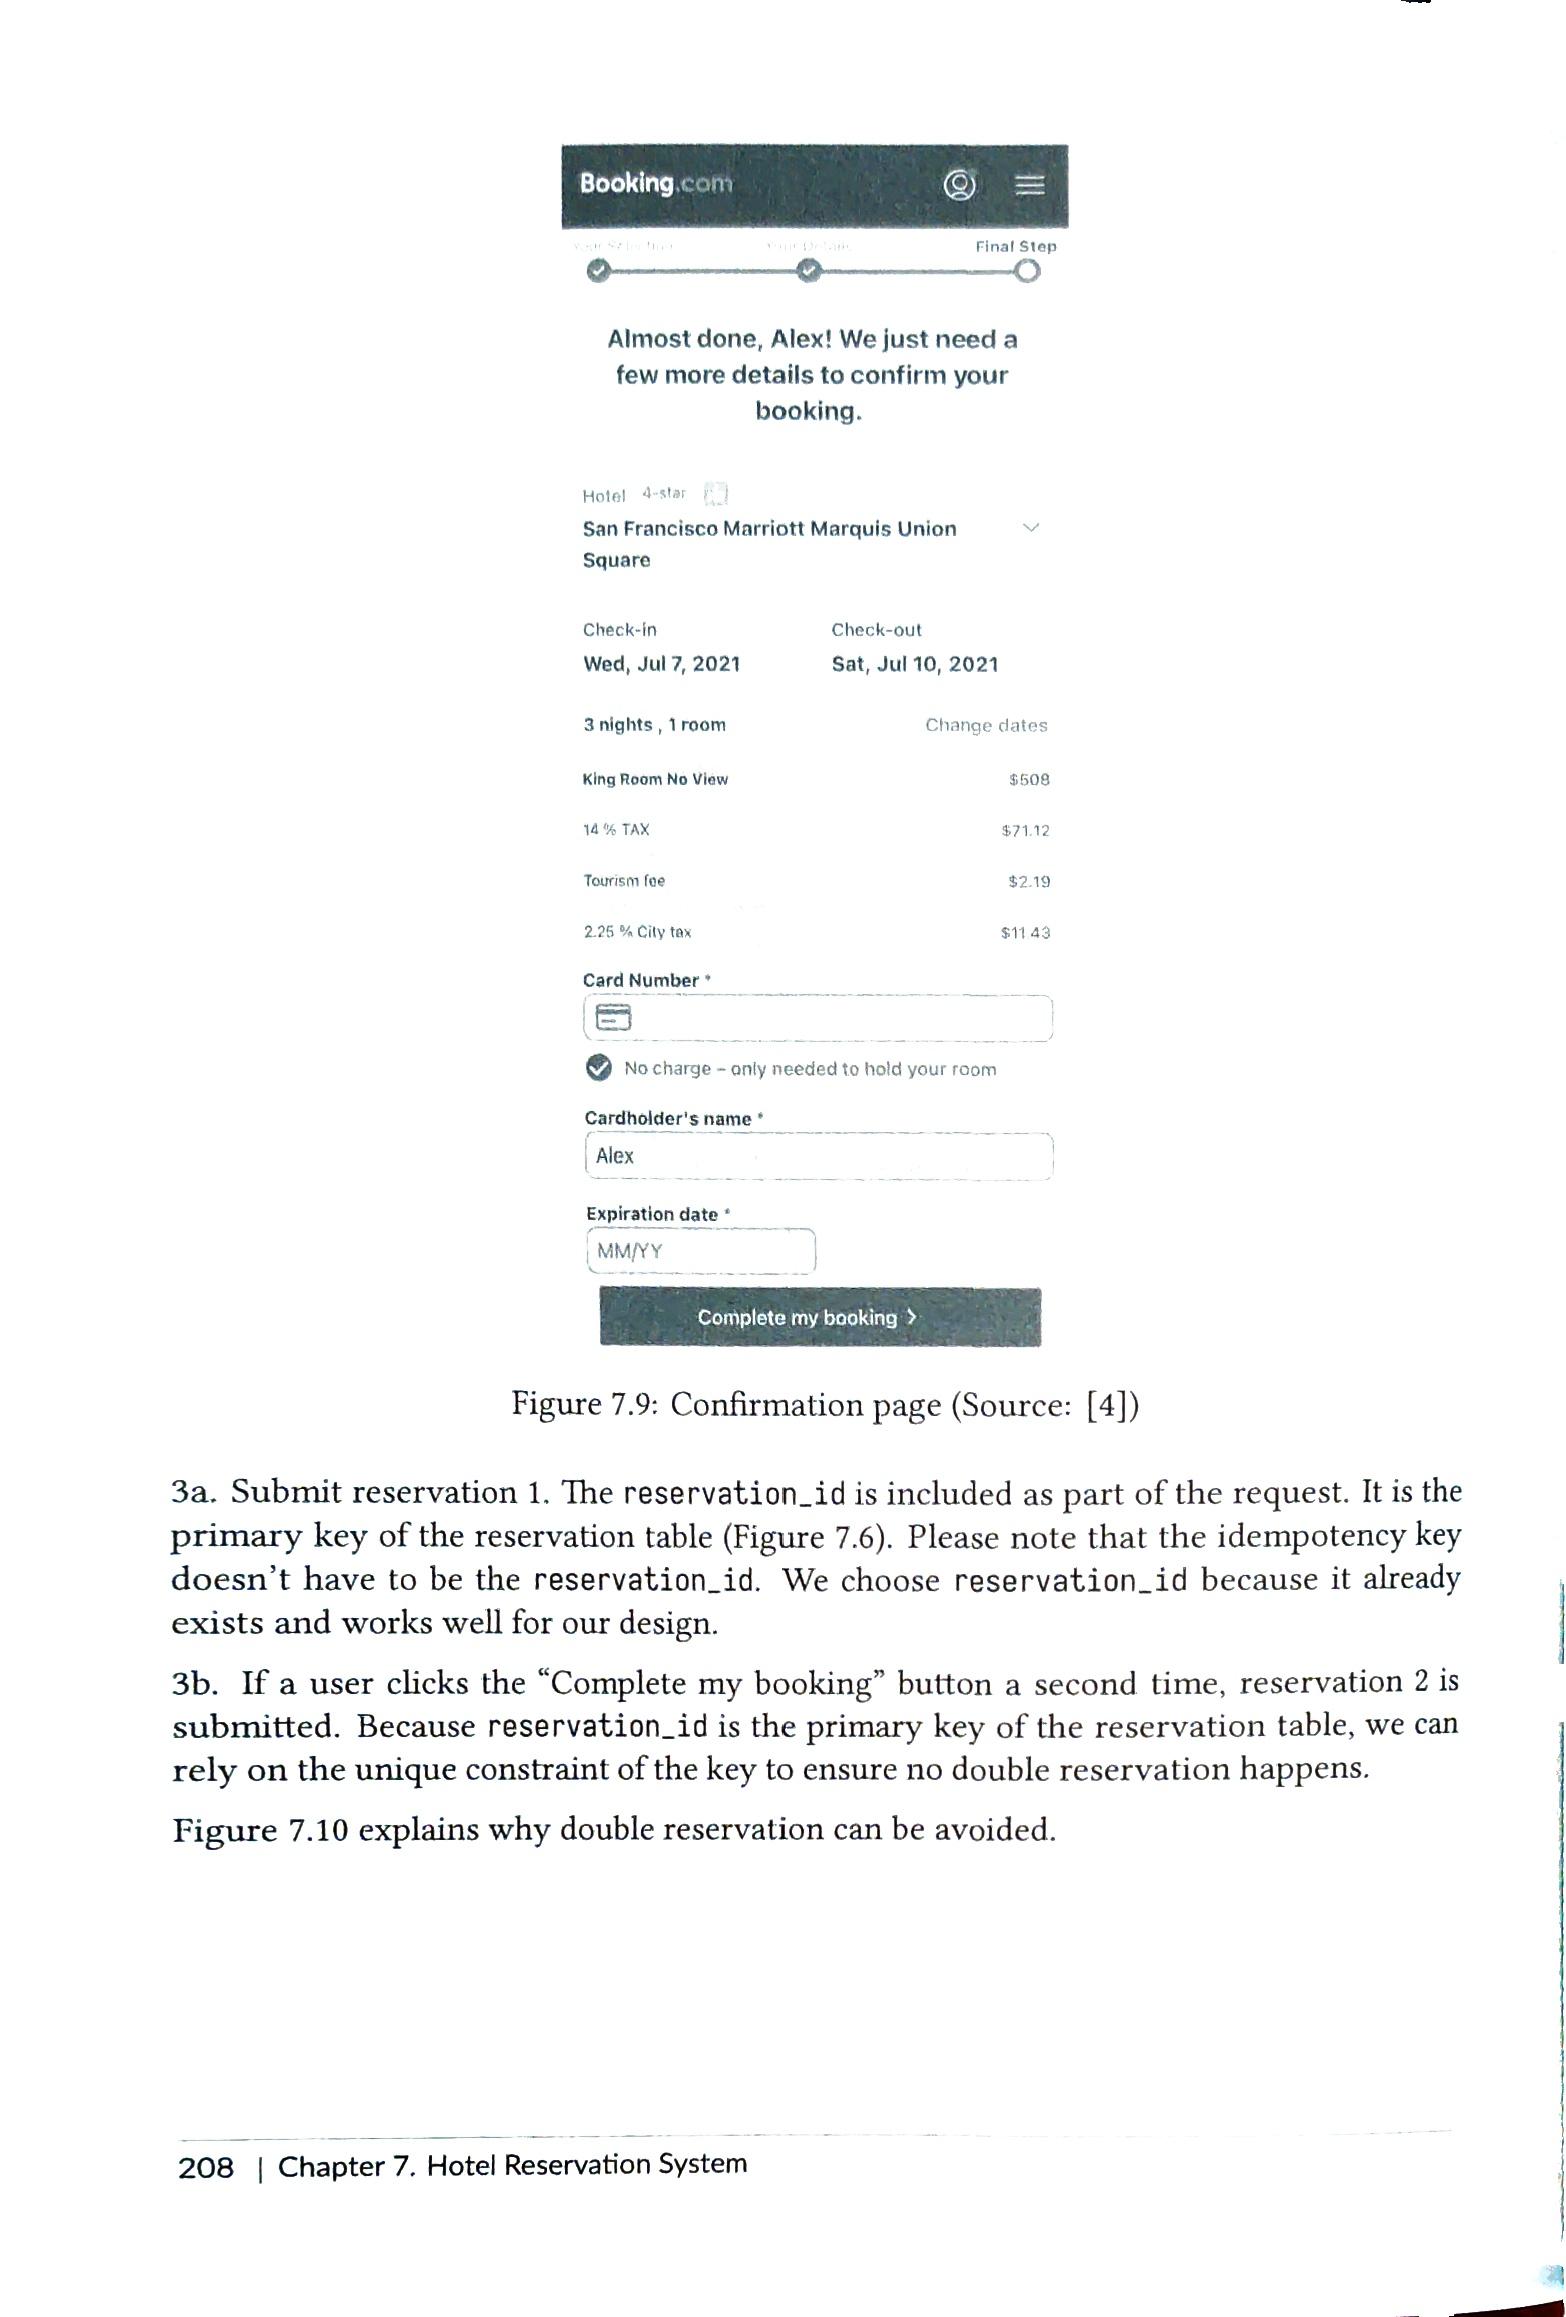 Booking.com
Final Step
Almost done, Alex! We just need a
few more details to confirm your
booking.
Hotel 4-star
San Francisco Marriott Marquis Union
Square
Check-in Check-out
Wed, Jul 7, 2021 Sat, Jul 10, 2021
3 nights , 1 room Change dates
King Room No View $508
14 % TAX $71.12
Tourism fee $2.19
2.25 % City tax $11.43
Card Number *
No charge – only needed to hold your room
Cardholder's name *
Alex
Expiration date *
MM/YY
Complete my booking >
Figure 7.9: Confirmation page (Source: [4])
3a. Submit reservation 1. The reservation_id is included as part of the request. It is the
primary key of the reservation table (Figure 7.6). Please note that the idempotency key
doesn't have to be the reservation_id. We choose reservation_id because it already
exists and works well for our design.
3b. If a user clicks the “Complete my booking” button a second time, reservation 2 is
submitted. Because reservation_id is the primary key of the reservation table, we can
rely on the unique constraint of the key to ensure no double reservation happens.
Figure 7.10 explains why double reservation can be avoided.
208 | Chapter 7. Hotel Reservation System